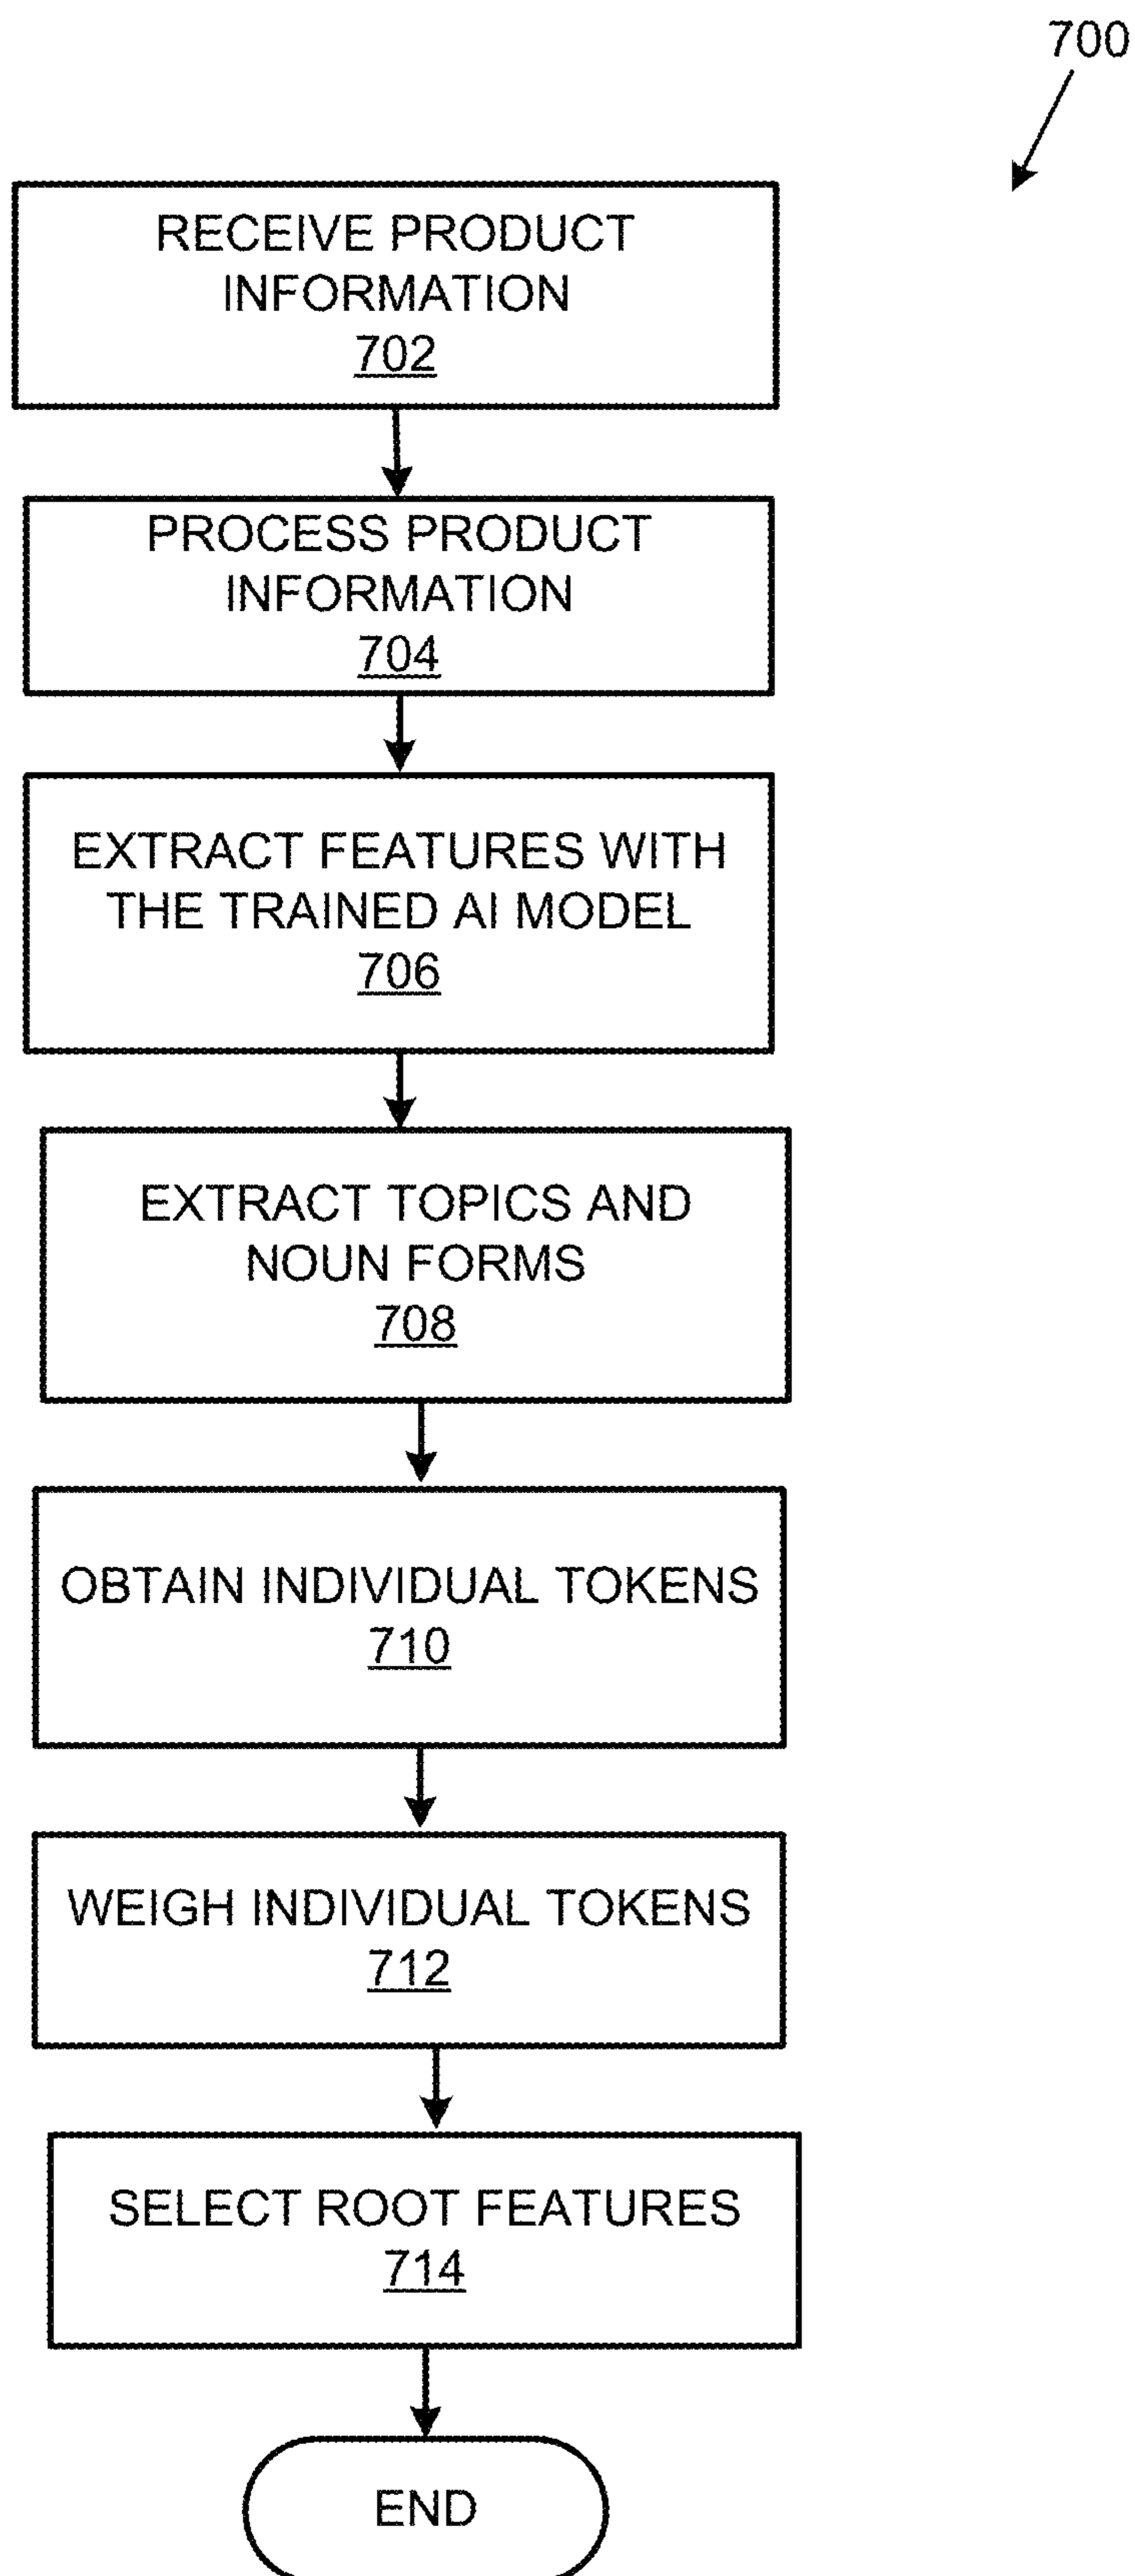 700
RECEIVE PRODUCT
INFORMATION
702
PROCESS PRODUCT
INFORMATION
704
EXTRACT FEATURES WITH
THE TRAINED AI MODEL
706
EXTRACT TOPICS AND
NOUN FORMS
708
OBTAIN INDIVIDUAL TOKENS
710
WEIGH INDIVIDUAL TOKENS
712
SELECT ROOT FEATURES
714
END